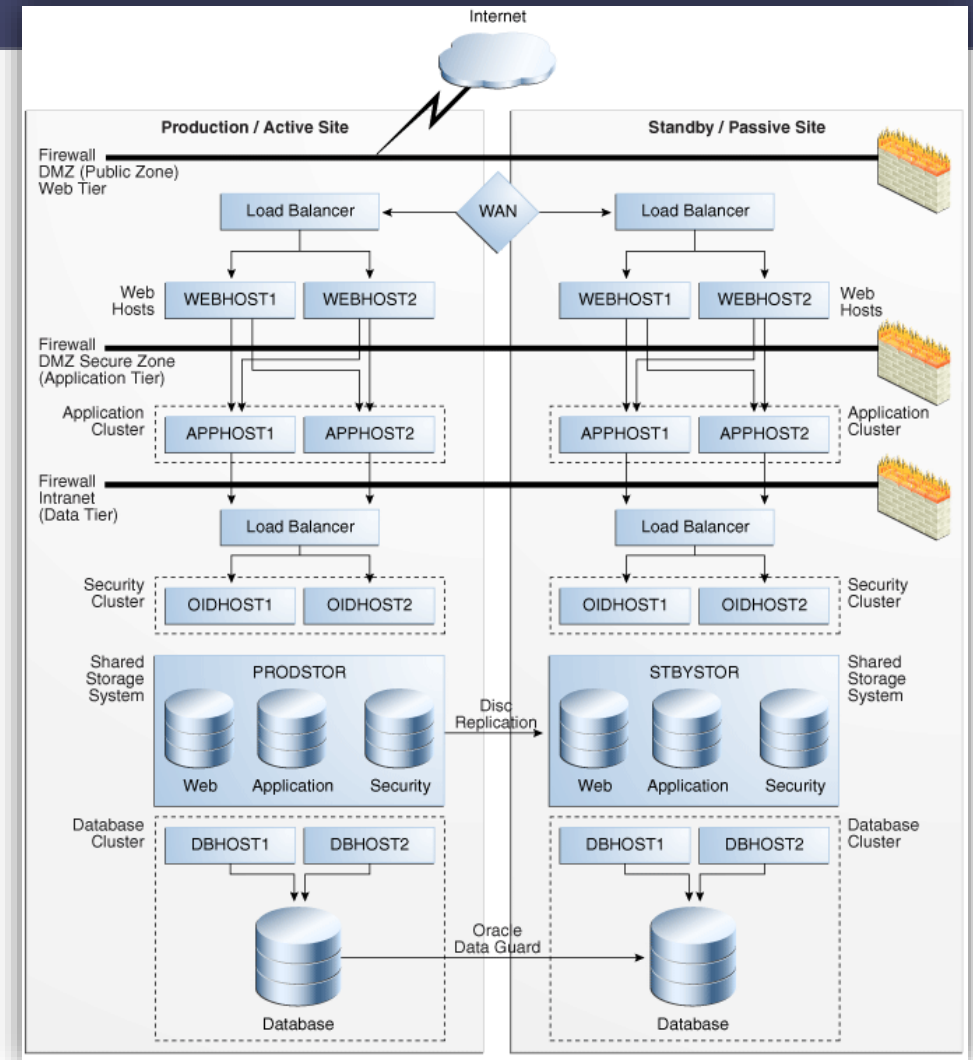 Internet
Production / Active Site
Standby / Passive Site
Firewall
DMZ (Public Zone)
Web Tier
Load Balancer
WAN
Load Balancer
Web
Hosts
WEBHOST1
WEBHOST2
WEBHOST1
WEBHOST2
Web
Hosts
Firewall
DMZ Secure Zone
(Application Tier)
Application
Cluster
APPHOST1
APPHOST2
APPHOST1
APPHOST2
Application
Cluster
Firewall
Intranet
(Data Tier)
Load Balancer
Load Balancer
Security
Cluster
OIDHOST1
OIDHOST2
OIDHOST1
OIDHOST2
Security
Cluster
Shared
Storage
System
PRODSTOR
Web
Application
Security
Disc
Replication
STBYSTOR
Web
Application
Security
Shared
Storage
System
Database
Cluster
DBHOST1
DBHOST2
DBHOST1
DBHOST2
Database
Cluster
Oracle
Data Guard
Database
Database